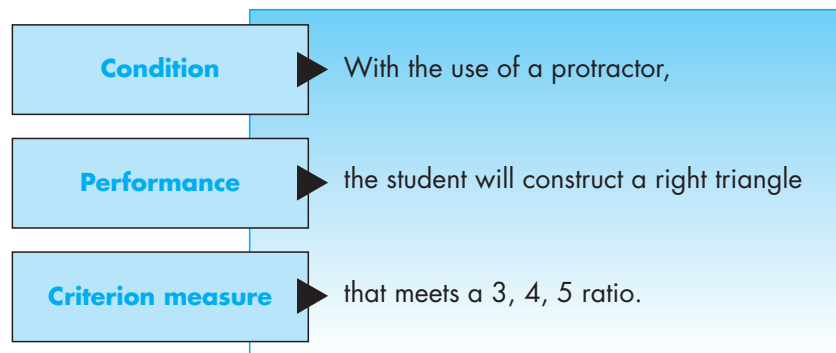 Condition
With the use of a protractor,
Performance
the student will construct a right triangle
Criterion measure
that meets a 3, 4, 5 ratio.